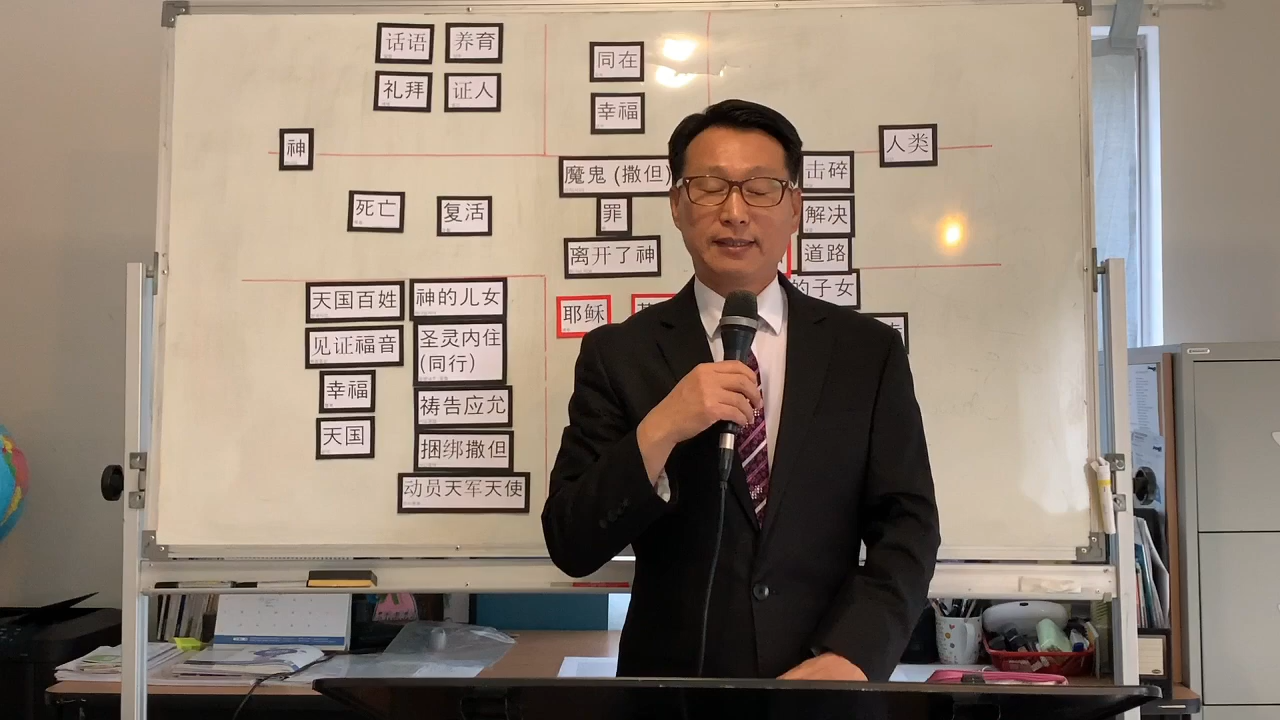 话语 养育
礼拜 证人
同在
幸福
神
人类
死亡 复活
魔鬼 (撒但)
罪
离开了神
击碎
解决
道路
的子女
耶稣
天国百姓
见证福音
幸福
天国
神的儿女
圣灵内住
(同行)
祷告应允
捆绑撒但
动员天军天使